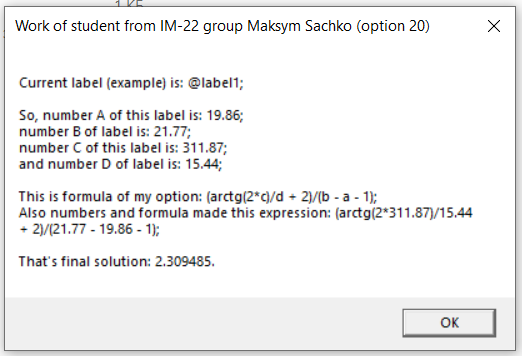 Work of student from IM-22 group Maksym Sachko (option 20)
Current label (example) is: @label1;
So, number A of this label is: 19.86;
number B of label is: 21.77;
number C of this label is: 311.87;
and number D of label is: 15.44;
This is formula of my option: (arctg(2*c)/d + 2)/(b - a - 1);
Also numbers and formula made this expression: (arctg(2*311.87)/15.44
+ 2)/(21.77 - 19.86 - 1);
That's final solution: 2.309485.
OK